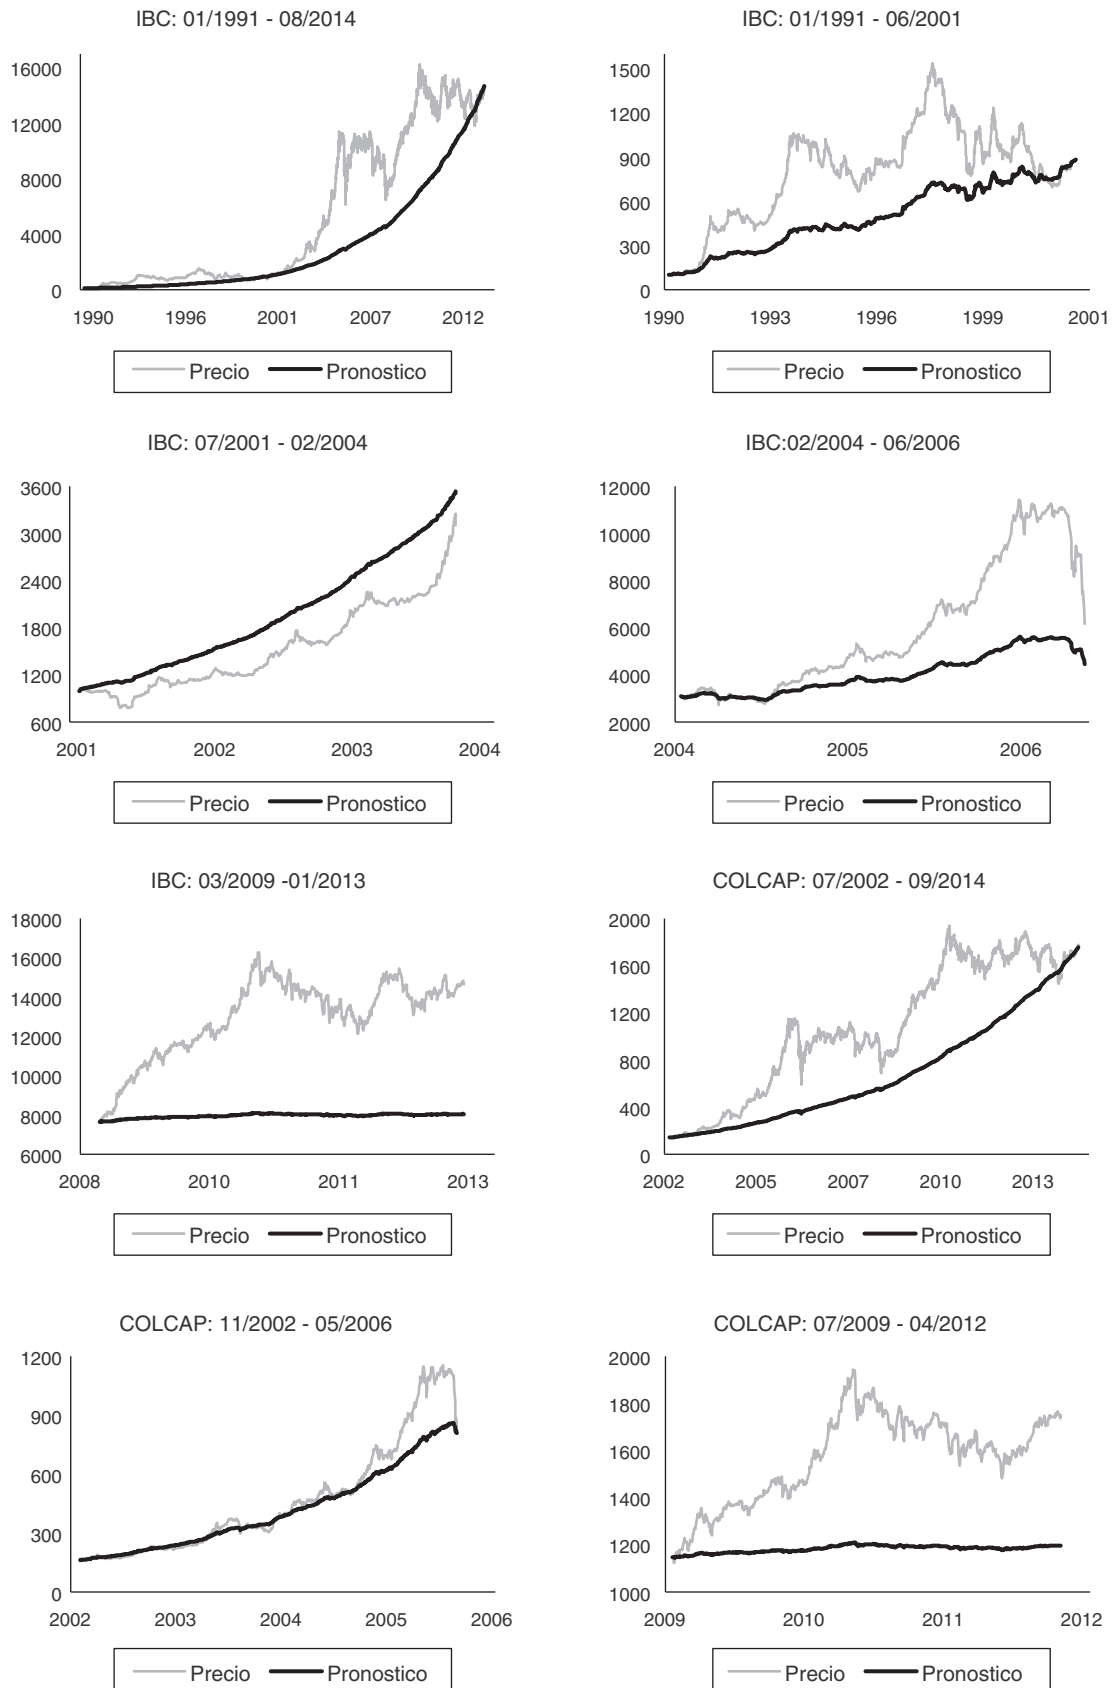 IBC: 01/1991 - 08/2014
16000
12000
8000
4000
0
1990 1996 2001 2007 2012
Precio Pronostico
IBC: 01/1991 - 06/2001
1500
1200
900
600
300
0
1990 1993 1996 1999 2001
Precio Pronostico
IBC: 07/2001 - 02/2004
3600
3000
2400
1800
1200
600
2001 2002 2003 2004
Precio Pronostico
IBC:02/2004 - 06/2006
12000
10000
8000
6000
4000
2000
2004 2005 2006
Precio Pronostico
IBC: 03/2009 -01/2013
18000
16000
14000
12000
10000
8000
6000
2008 2010 2011 2013
Precio Pronostico
COLCAP: 07/2002 - 09/2014
2000
1600
1200
800
400
0
2002 2005 2007 2010 2013
Precio Pronostico
COLCAP: 11/2002 - 05/2006
1200
900
600
300
0
2002 2003 2004 2005 2006
Precio Pronostico
COLCAP: 07/2009 - 04/2012
2000
1800
1600
1400
1200
1000
2009 2010 2011 2012
Precio Pronostico